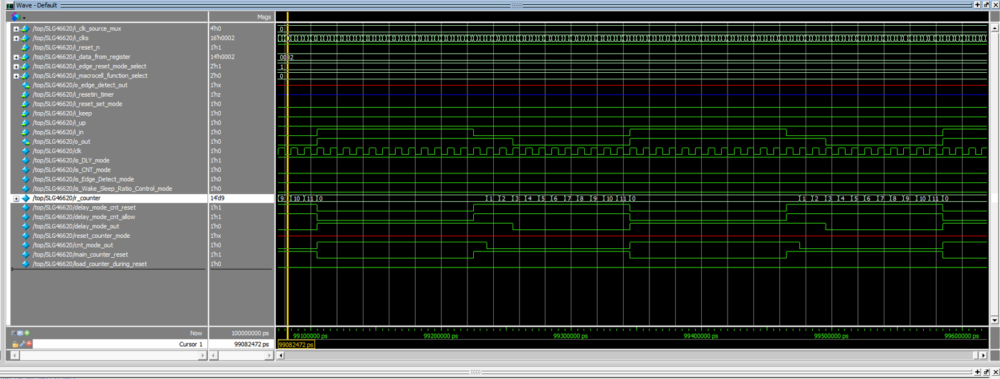 Wave - Default
Msgs
/top/SLG46620/i_clk_source_mux 4'h0 0
/top/SLG46620/i_clks 16'h0002
/top/SLG46620/i_reset_n 1'h1
/top/SLG46620/i_data_from_register 14'h0002 0002
/top/SLG46620/i_edge_reset_mode_select 2'h1 1
/top/SLG46620/i_macrocell_function_select 2'h0 0
/top/SLG46620/o_edge_detect_out 1'hx
/top/SLG46620/i_resetin_timer 1'hz
/top/SLG46620/i_reset_set_mode 1'h0
/top/SLG46620/i_keep 1'h0
/top/SLG46620/i_up 1'h0
/top/SLG46620/i_in 1'h0
/top/SLG46620/o_out 1'h0
/top/SLG46620/clk 1'h0
/top/SLG46620/is_DLY_mode 1'h1
/top/SLG46620/is_CNT_mode 1'h0
/top/SLG46620/is_Edge_Detect_mode 1'h0
/top/SLG46620/is_Wake_Sleep_Ratio_Control_mode 1'h0
/top/SLG46620/r_counter 14'd9 9 10 11 0 1 2 3 4 5 6 7 8 9 10 11 0 1 2 3 4 5 6 7 8 9 10 11 0
/top/SLG46620/delay_mode_cnt_reset 1'h1
/top/SLG46620/delay_mode_cnt_allow 1'h1
/top/SLG46620/delay_mode_out 1'h0
/top/SLG46620/reset_counter_mode 1'hx
/top/SLG46620/cnt_mode_out 1'h0
/top/SLG46620/main_counter_reset 1'h1
/top/SLG46620/load_counter_during_reset 1'h0
Now 100000000 ps 99100000 ps 99200000 ps 99300000 ps 99400000 ps 99500000 ps 99600000 ps
Cursor 1 99082472 ps 99082472 ps